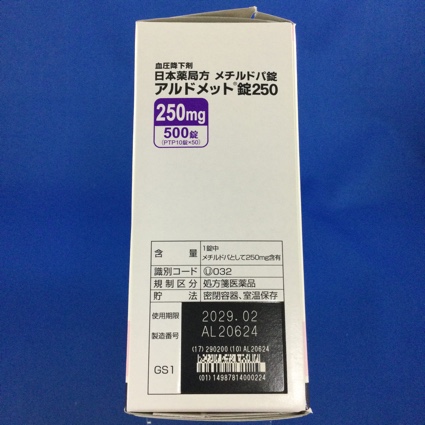 血圧降下剤
日本薬局方 メチルドパ錠
アルドメット®錠250
250mg
500錠
(PTP10錠×50)
含量 1錠中
メチルドパとして250mg含有
識別コード Ⓤ032
規制区分 処方箋医薬品
貯法 密閉容器、室温保存
使用期限 2029.02
製造番号 AL20624
(17) 290200 (10) AL20624
GS1
(01) 14987814000224